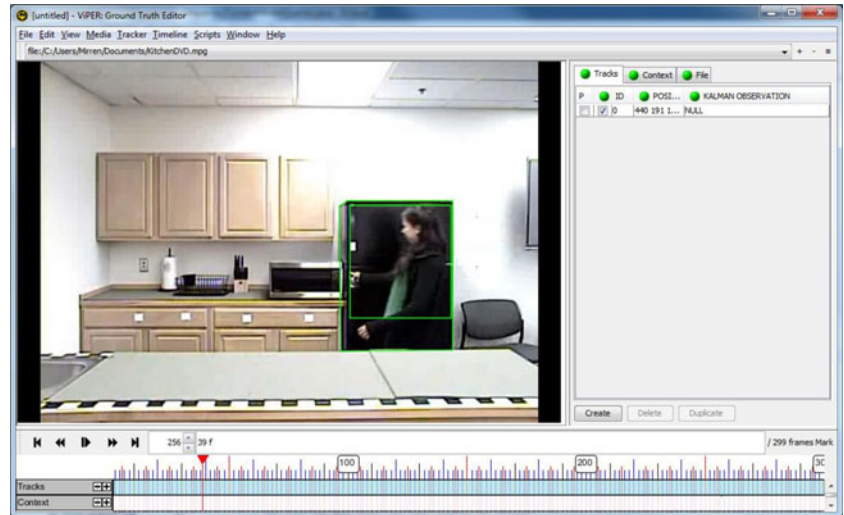 [untitled] - ViPER: Ground Truth Editor
File Edit View Media Tracker Timeline Scripts Window Help
file:/C:/Users/Mirren/Documents/KitchenDVD.mpg
Tracks Context File
P ID POSI... KALMAN OBSERVATION
0 440 191 1... NULL
Create Delete Duplicate
256 39 f / 299 frames Mark
100 200 30
Tracks
Context